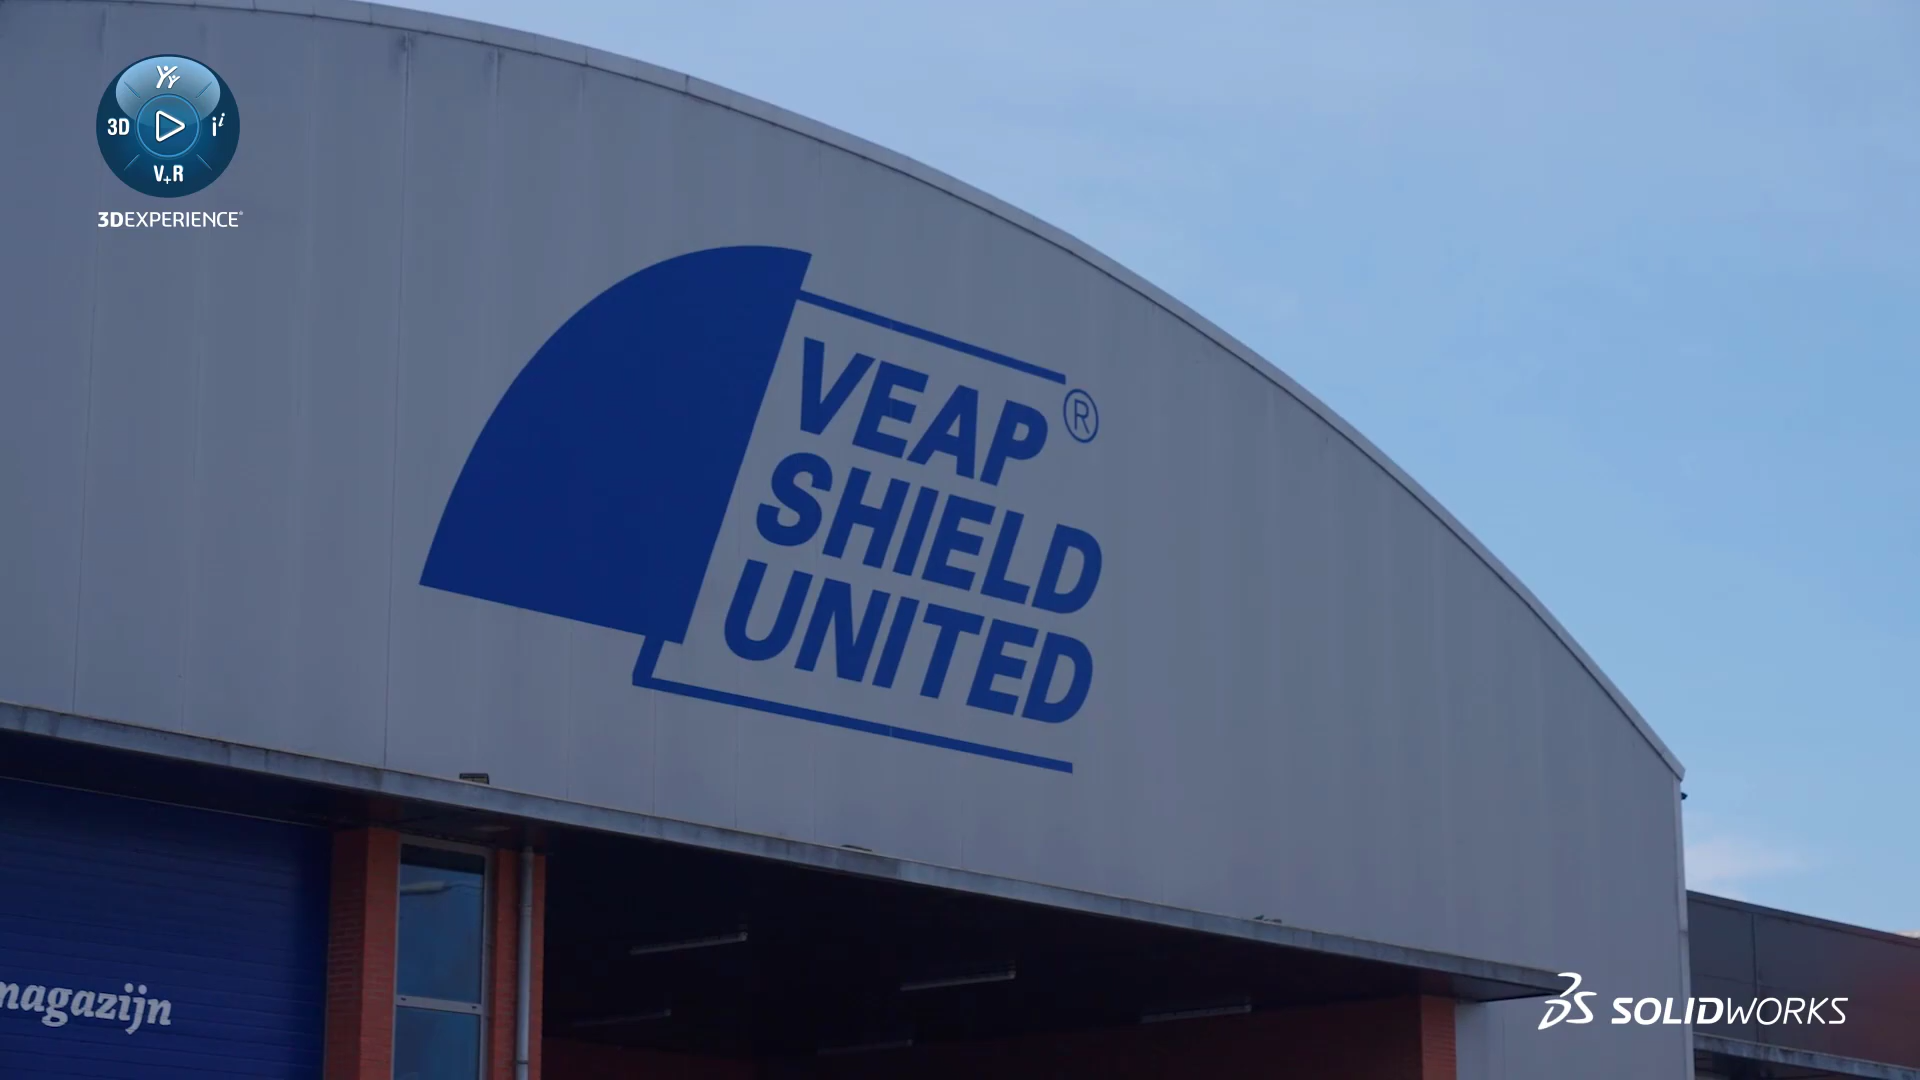 3D
V+R
3DEXPERIENCE
VEAP®
SHIELD
UNITED
magazijn
SOLIDWORKS